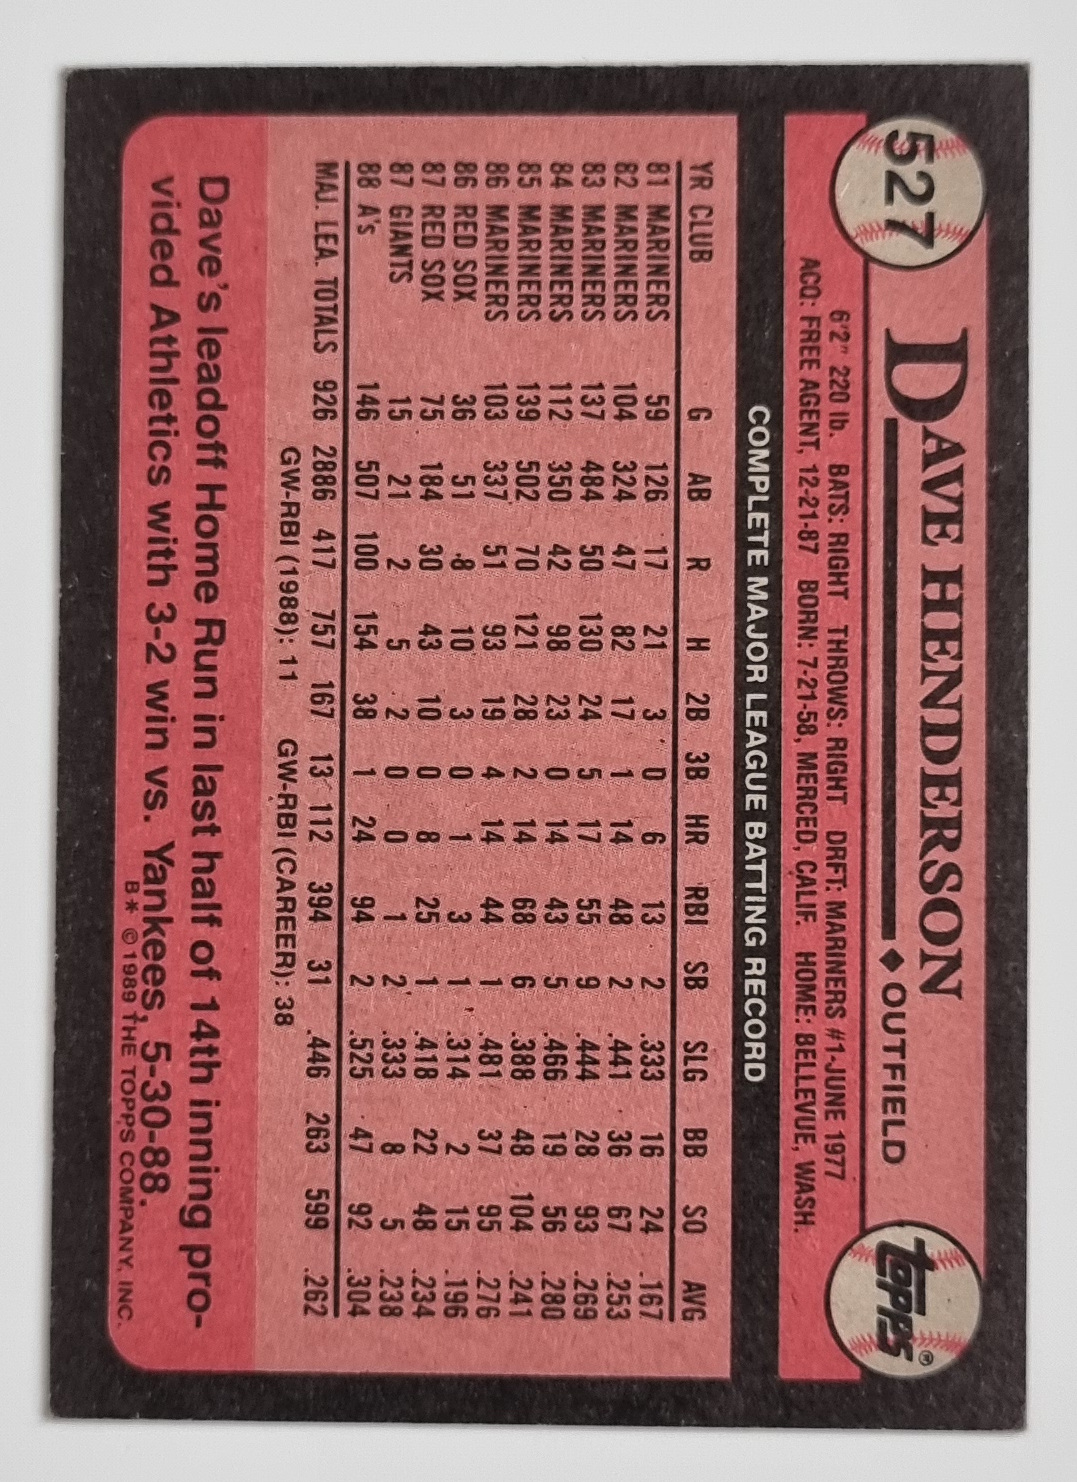 527
DAVE HENDERSON ◆ OUTFIELD
topps®
6'2" 220 lb. BATS: RIGHT THROWS: RIGHT DRFT: MARINERS #1-JUNE 1977
ACQ: FREE AGENT, 12-21-87 BORN: 7-21-58, MERCED, CALIF. HOME: BELLEVUE, WASH.
COMPLETE MAJOR LEAGUE BATTING RECORD
YR CLUB G AB R H 2B 3B HR RBI SB SLG BB SO AVG
81 MARINERS 59 126 17 21 3 0 6 13 2 .333 16 24 .167
82 MARINERS 104 324 47 82 17 1 14 48 2 .441 36 67 .253
83 MARINERS 137 484 50 130 24 5 17 55 9 .444 28 93 .269
84 MARINERS 112 350 42 98 23 0 14 43 5 .466 19 56 .280
85 MARINERS 139 502 70 121 28 2 14 68 6 .388 48 104 .241
86 MARINERS 103 337 51 93 19 4 14 44 1 .481 37 95 .276
86 RED SOX 36 51 8 10 3 0 1 3 1 .314 2 15 .196
87 RED SOX 75 184 30 43 10 0 8 25 1 .418 22 48 .234
87 GIANTS 15 21 2 5 2 0 0 1 2 .333 8 5 .238
88 A's 146 507 100 154 38 1 24 94 2 .525 47 92 .304
MAJ. LEA. TOTALS 926 2886 417 757 167 13 112 394 31 .446 263 599 .262
GW-RBI (1988): 11 GW-RBI (CAREER): 38
Dave's leadoff Home Run in last half of 14th inning pro-
vided Athletics with 3-2 win vs. Yankees, 5-30-88.
B* © 1989 THE TOPPS COMPANY, INC.